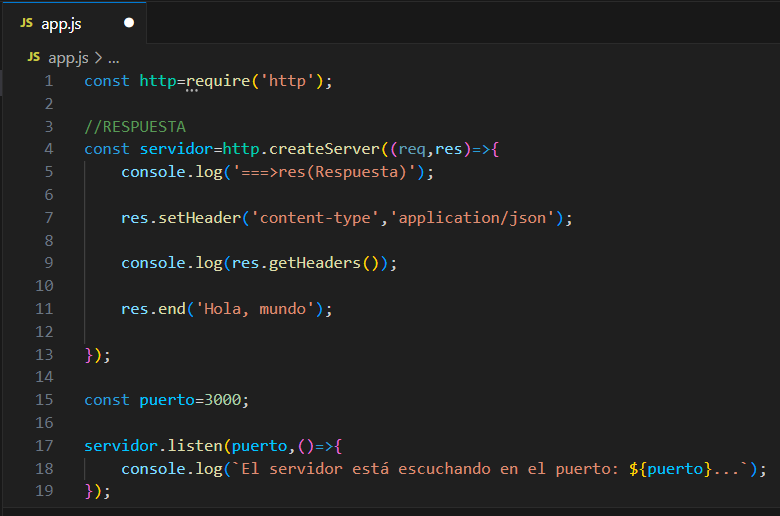 JS app.js
JS app.js > ...
1 const http=require('http');
2
3 //RESPUESTA
4 const servidor=http.createServer((req,res)=>{
5 console.log('===>res(Respuesta)');
6
7 res.setHeader('content-type','application/json');
8
9 console.log(res.getHeaders());
10
11 res.end('Hola, mundo');
12
13 });
14
15 const puerto=3000;
16
17 servidor.listen(puerto,()=>{
18 console.log(`El servidor está escuchando en el puerto: ${puerto}...`);
19 });